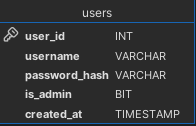 users
user_id INT
username VARCHAR
password_hash VARCHAR
is_admin BIT
created_at TIMESTAMP